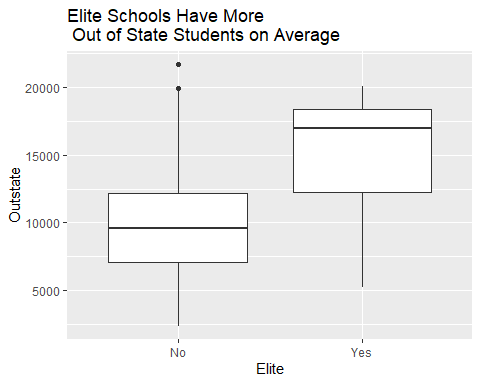 Elite Schools Have More
Out of State Students on Average
20000
15000
10000
5000
Outstate
No
Yes
Elite